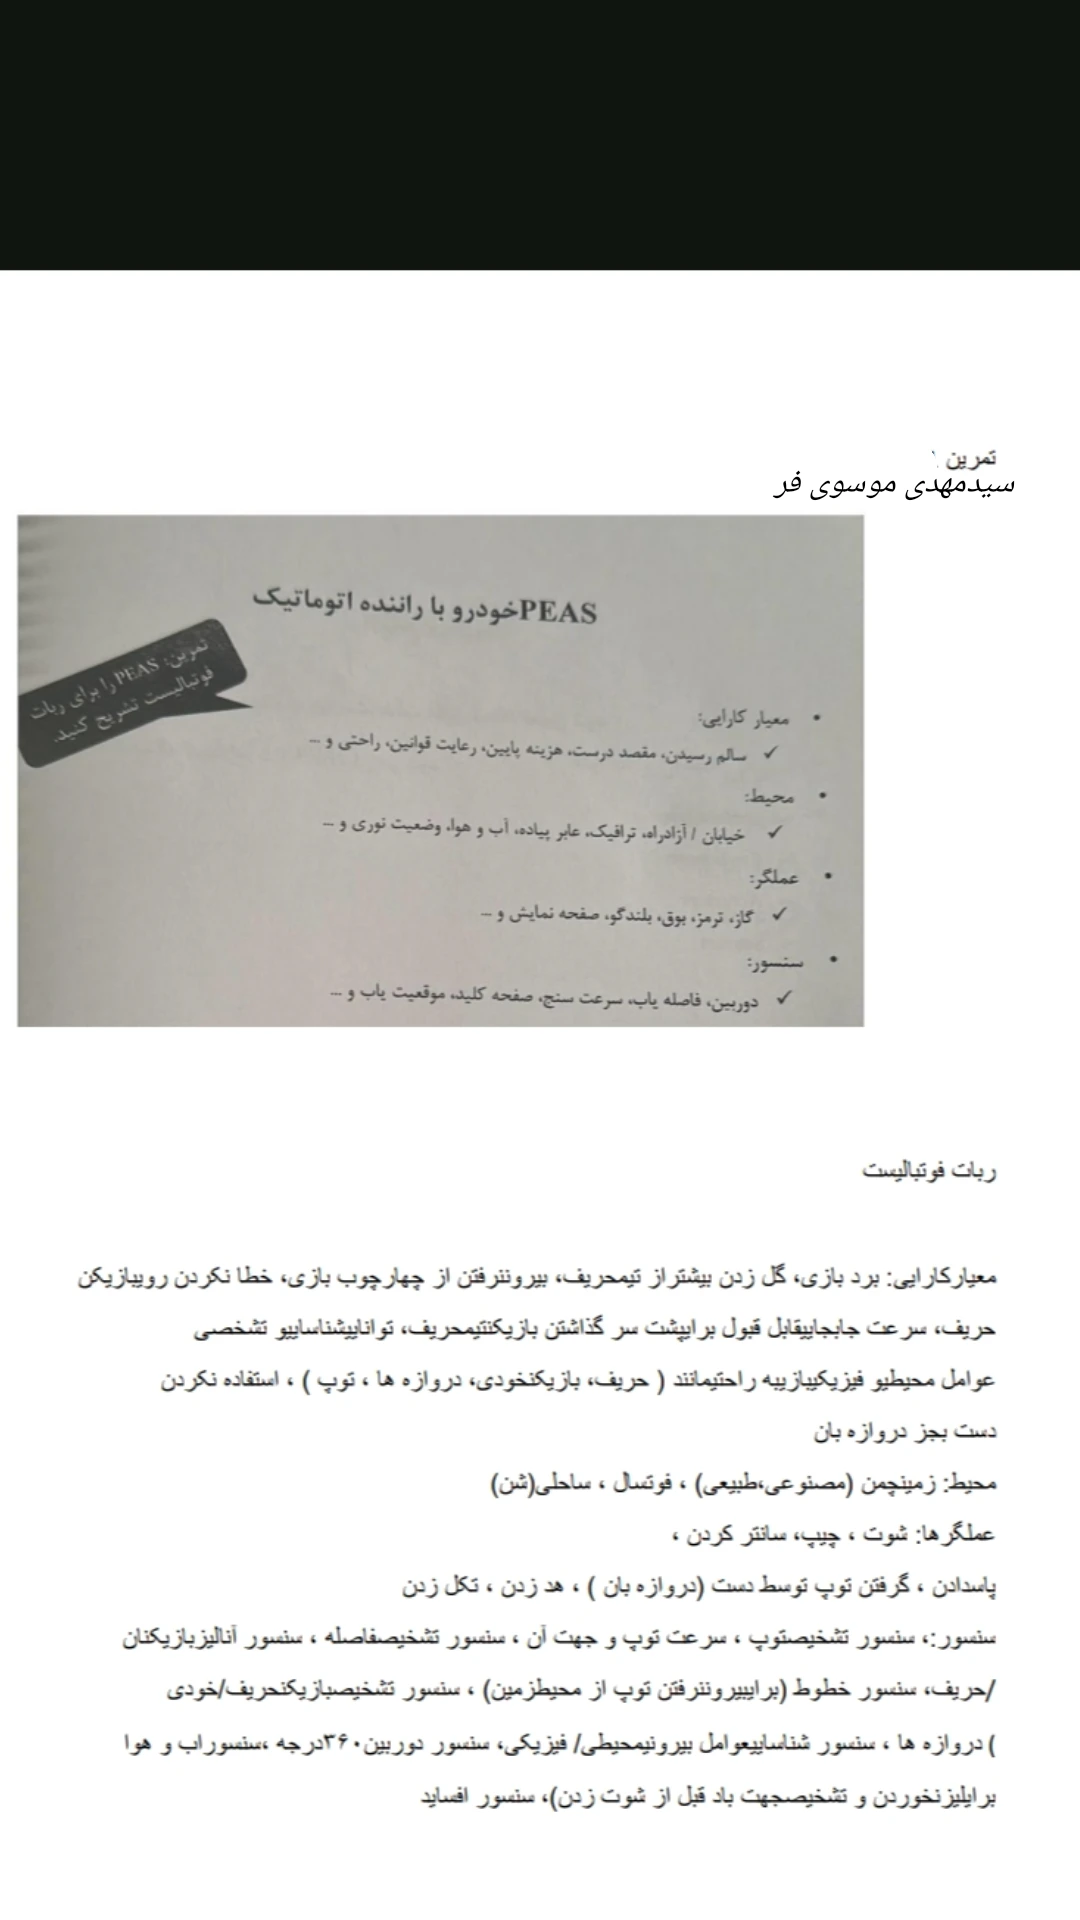 تمرین ۱
سیدمهدی موسوی فر
PEASخودرو با راننده اتوماتیک
تمرین: PEAS را برای ربات
فوتبالیست تشریح کنید.
• معیار کارایی:
✓ سالم رسیدن، مقصد درست، هزینه پایین، رعایت قوانین، راحتی و ...
• محیط:
✓ خیابان / آزادراه، ترافیک، عابر پیاده، آب و هوا، وضعیت نوری و ...
• عملگر:
✓ گاز، ترمز، بوق، بلندگو، صفحه نمایش و ...
• سنسور:
✓ دوربین، فاصله یاب، سرعت سنج، صفحه کلید، موقعیت یاب و ...
ربات فوتبالیست
معیارکارایی: برد بازی، گل زدن بیشتراز تیمحریف، بیروننرفتن از چهارچوب بازی، خطا نکردن رویبازیکن
حریف، سرعت جابجاییقابل قبول برایپشت سر گذاشتن بازیکنتیمحریف، تواناییشناساییو تشخصی
عوامل محیطیو فیزیکیبازیبه راحتیمانند ( حریف، بازیکنخودی، دروازه ها ، توپ ) ، استفاده نکردن
دست بجز دروازه بان
محیط: زمینچمن (مصنوعی،طبیعی) ، فوتسال ، ساحلی(شن)
عملگرها: شوت ، چیپ، سانتر کردن ،
پاسدادن ، گرفتن توپ توسط دست (دروازه بان ) ، هد زدن ، تکل زدن
سنسور:، سنسور تشخیصتوپ ، سرعت توپ و جهت آن ، سنسور تشخیصفاصله ، سنسور آنالیزبازیکنان
/حریف، سنسور خطوط (برایبیروننرفتن توپ از محیطزمین) ، سنسور تشخیصبازیکنحریف/خودی
) دروازه ها ، سنسور شناساییعوامل بیرونیمحیطی/ فیزیکی، سنسور دوربین۳۶۰درجه ،سنسوراب و هوا
برایلیزنخوردن و تشخیصجهت باد قبل از شوت زدن)، سنسور افساید